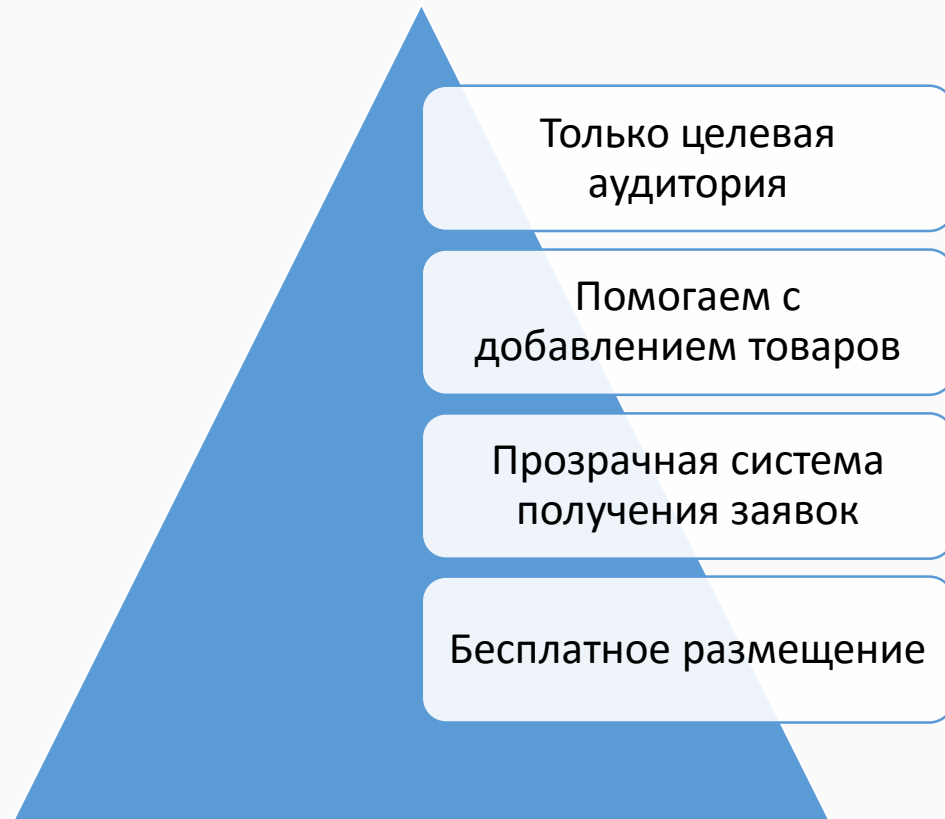 Только целевая
аудитория
Помогаем с
добавлением товаров
Прозрачная система
получения заявок
Бесплатное размещение